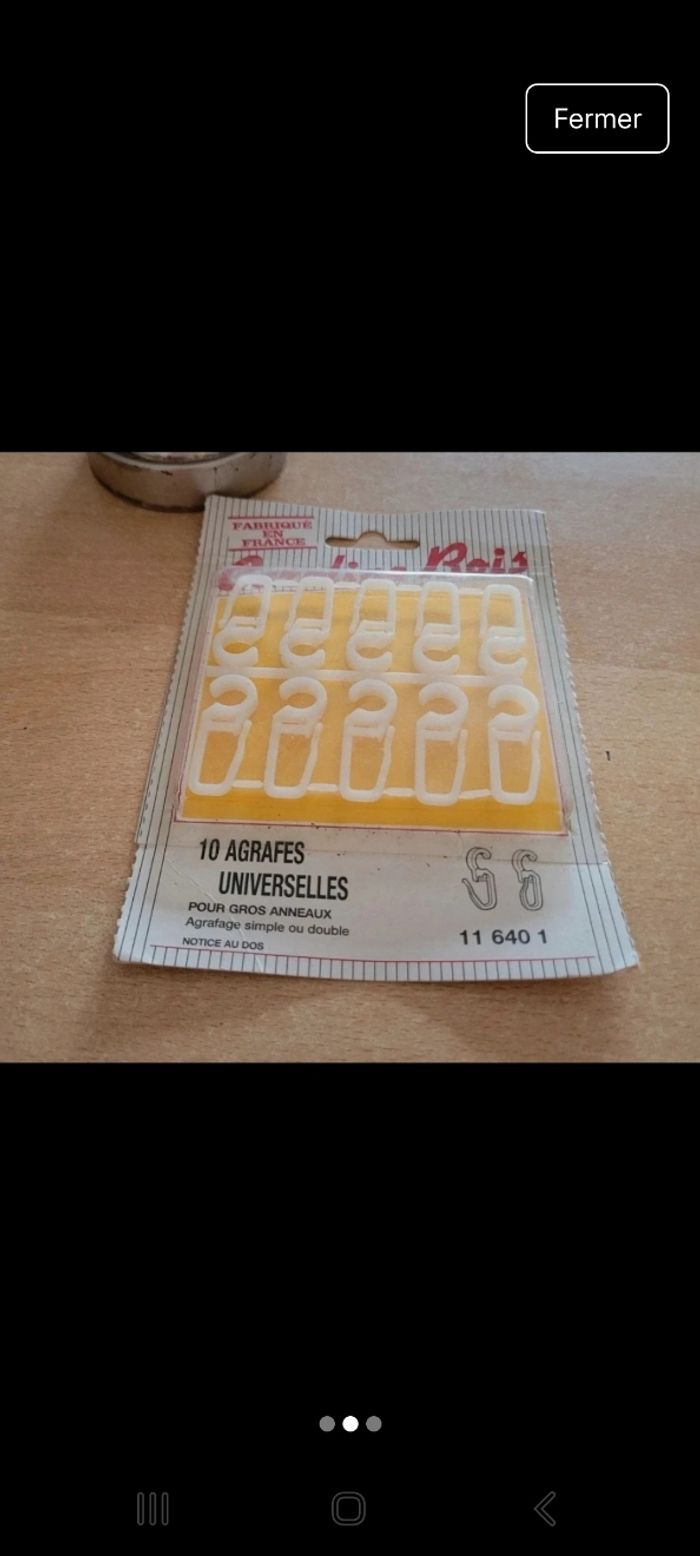 Fermer
FABRIQUÉ
EN
FRANCE
Bois
10 AGRAFES
UNIVERSELLES
POUR GROS ANNEAUX
Agrafage simple ou double
NOTICE AU DOS
11 640 1